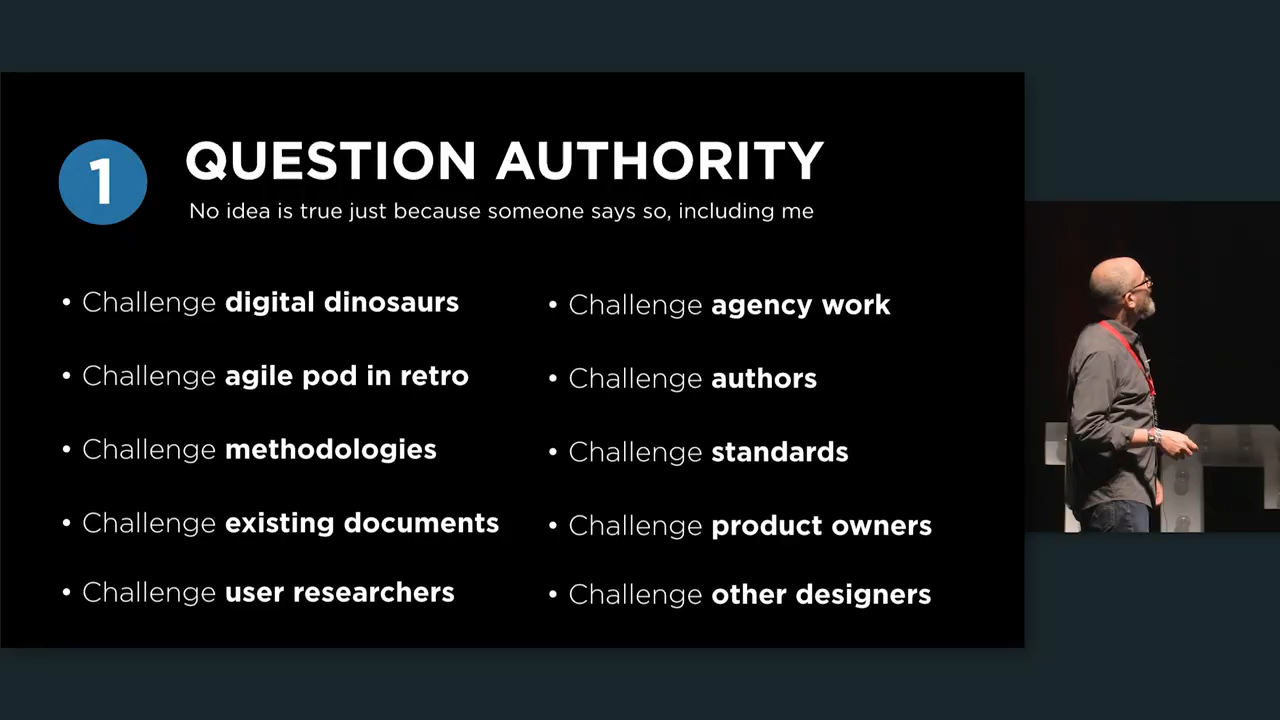 1
QUESTION AUTHORITY
No idea is true just because someone says so, including me
• Challenge digital dinosaurs
• Challenge agile pod in retro
• Challenge methodologies
• Challenge existing documents
• Challenge user researchers
• Challenge agency work
• Challenge authors
• Challenge standards
• Challenge product owners
• Challenge other designers